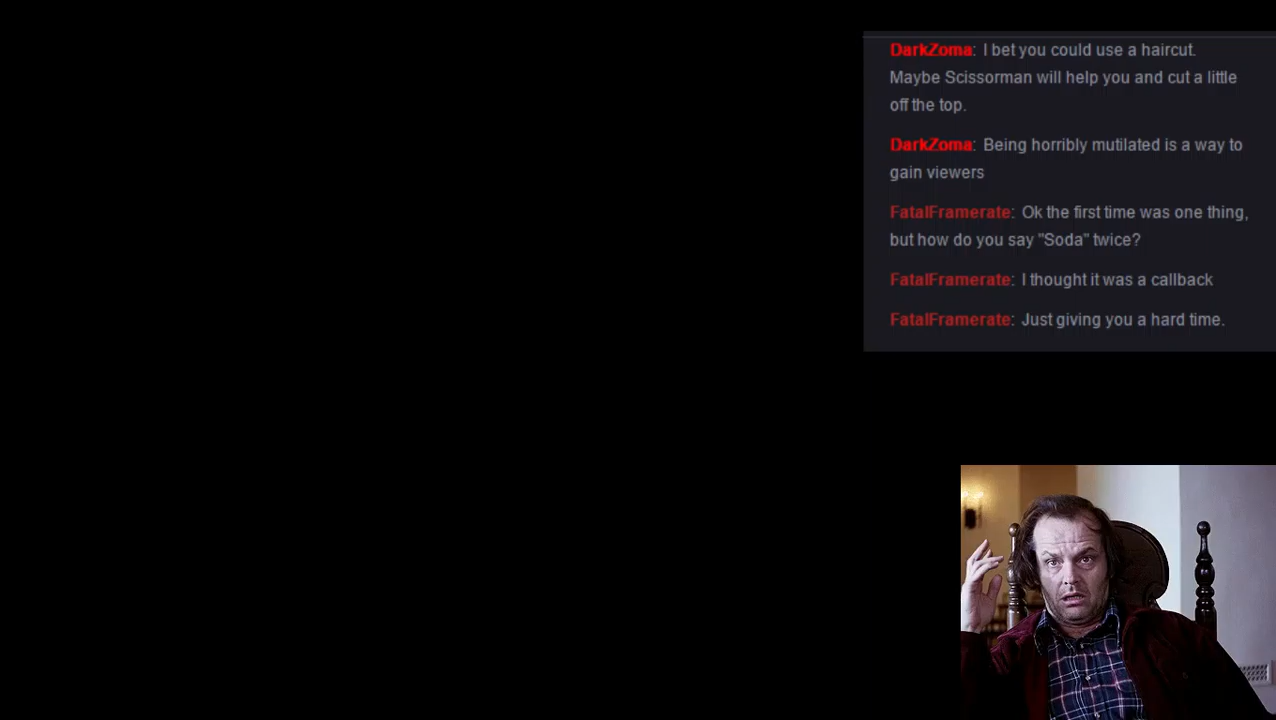 DarkZoma: I bet you could use a haircut.
Maybe Scissorman will help you and cut a little
off the top.
DarkZoma: Being horribly mutilated is a way to
gain viewers
FatalFramerate: Ok the first time was one thing,
but how do you say "Soda" twice?
FatalFramerate: I thought it was a callback
FatalFramerate: Just giving you a hard time.